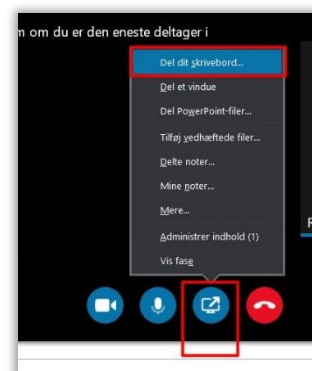 om du er den eneste deltager i
Del dit skrivebord...
Del et vindue
Del PowerPoint-filer...
Tilføj vedhæftede filer...
Delte noter...
Mine noter...
Mere...
Administrer indhold (1)
Vis fase